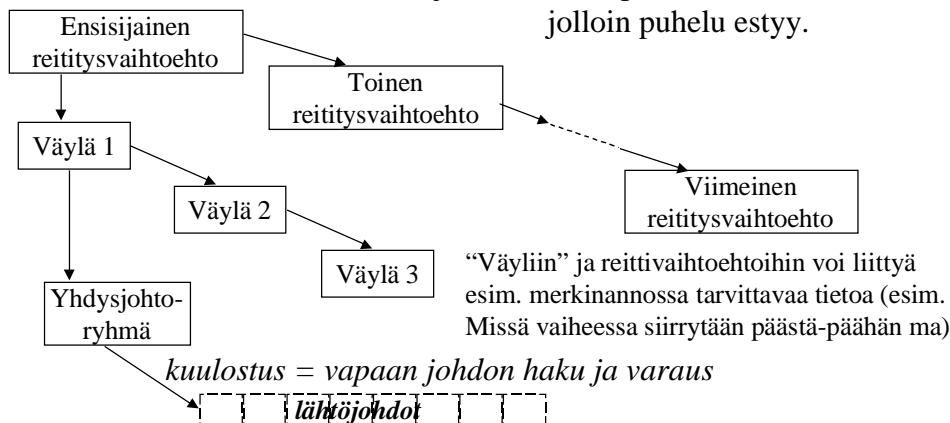 jolloin puhelu estyy.
Ensisijainen
reititysvaihtoehto
Toinen
reititysvaihtoehto
Väylä 1
Väylä 2
Viimeinen
reititysvaihtoehto
Väylä 3
“Väyliin” ja reittivaihtoehtoihin voi liittyä
esim. merkinannossa tarvittavaa tietoa (esim.
Missä vaiheessa siirrytään päästä-päähän ma)
Yhdysjohto-
ryhmä
kuulostus = vapaan johdon haku ja varaus
lähtöjohdot